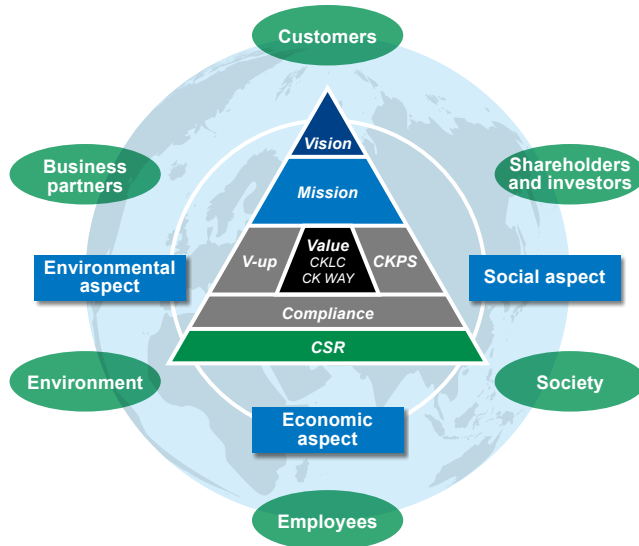 Customers
Business
partners
Shareholders
and investors
Vision
Mission
V-up
Value
CKLC
CK WAY
CKPS
Environmental
aspect
Social aspect
Compliance
CSR
Environment
Society
Economic
aspect
Employees